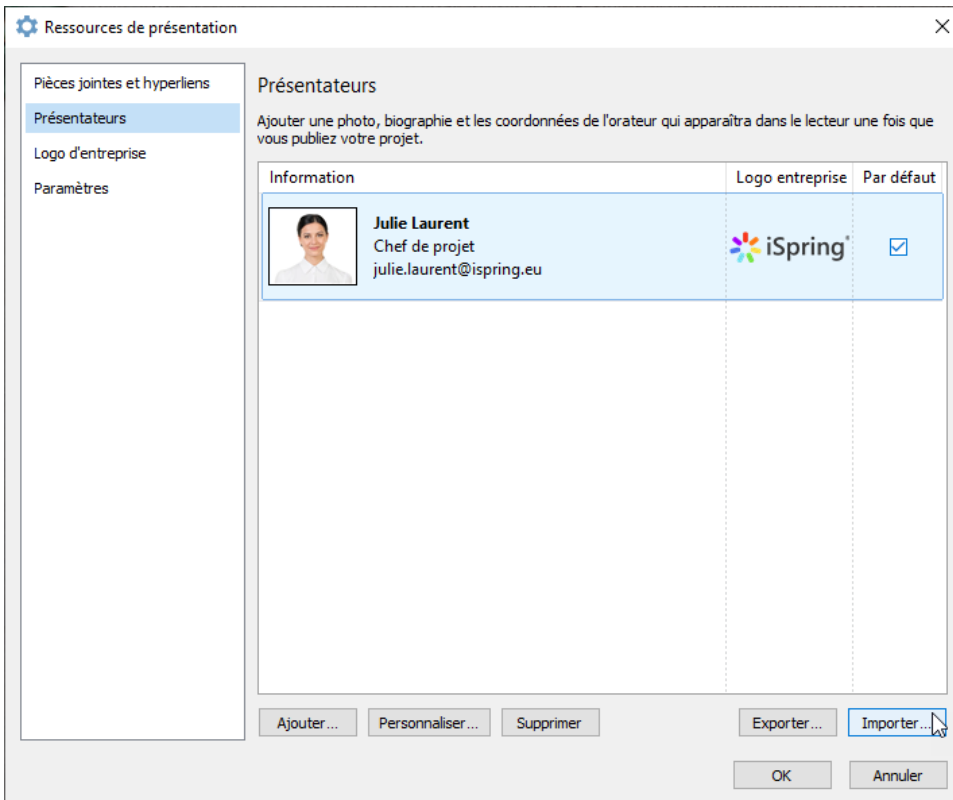 Ressources de présentation
Pièces jointes et hyperliens
Présentateurs
Logo d'entreprise
Paramètres
Présentateurs
Ajouter une photo, biographie et les coordonnées de l'orateur qui apparaîtra dans le lecteur une fois que
vous publiez votre projet.
Information Logo entreprise Par défaut
Julie Laurent
Chef de projet
julie.laurent@ispring.eu
iSpring
Ajouter... Personnaliser... Supprimer Exporter... Importer...
OK Annuler